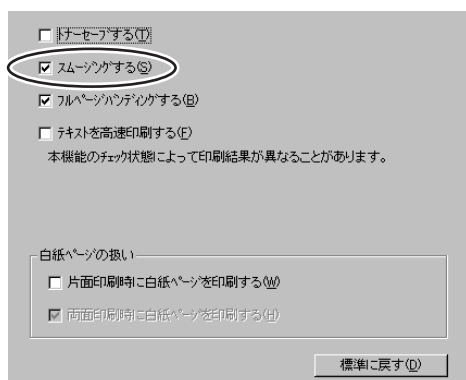 トナーセーブする(T)
スムージングする(S)
フルページバンディングする(B)
テキストを高速印刷する(F)
本機能のチェック状態によって印刷結果が異なることがあります。
白紙ページの扱い
片面印刷時に白紙ページを印刷する(W)
両面印刷時に白紙ページを印刷する(H)
標準に戻す(D)